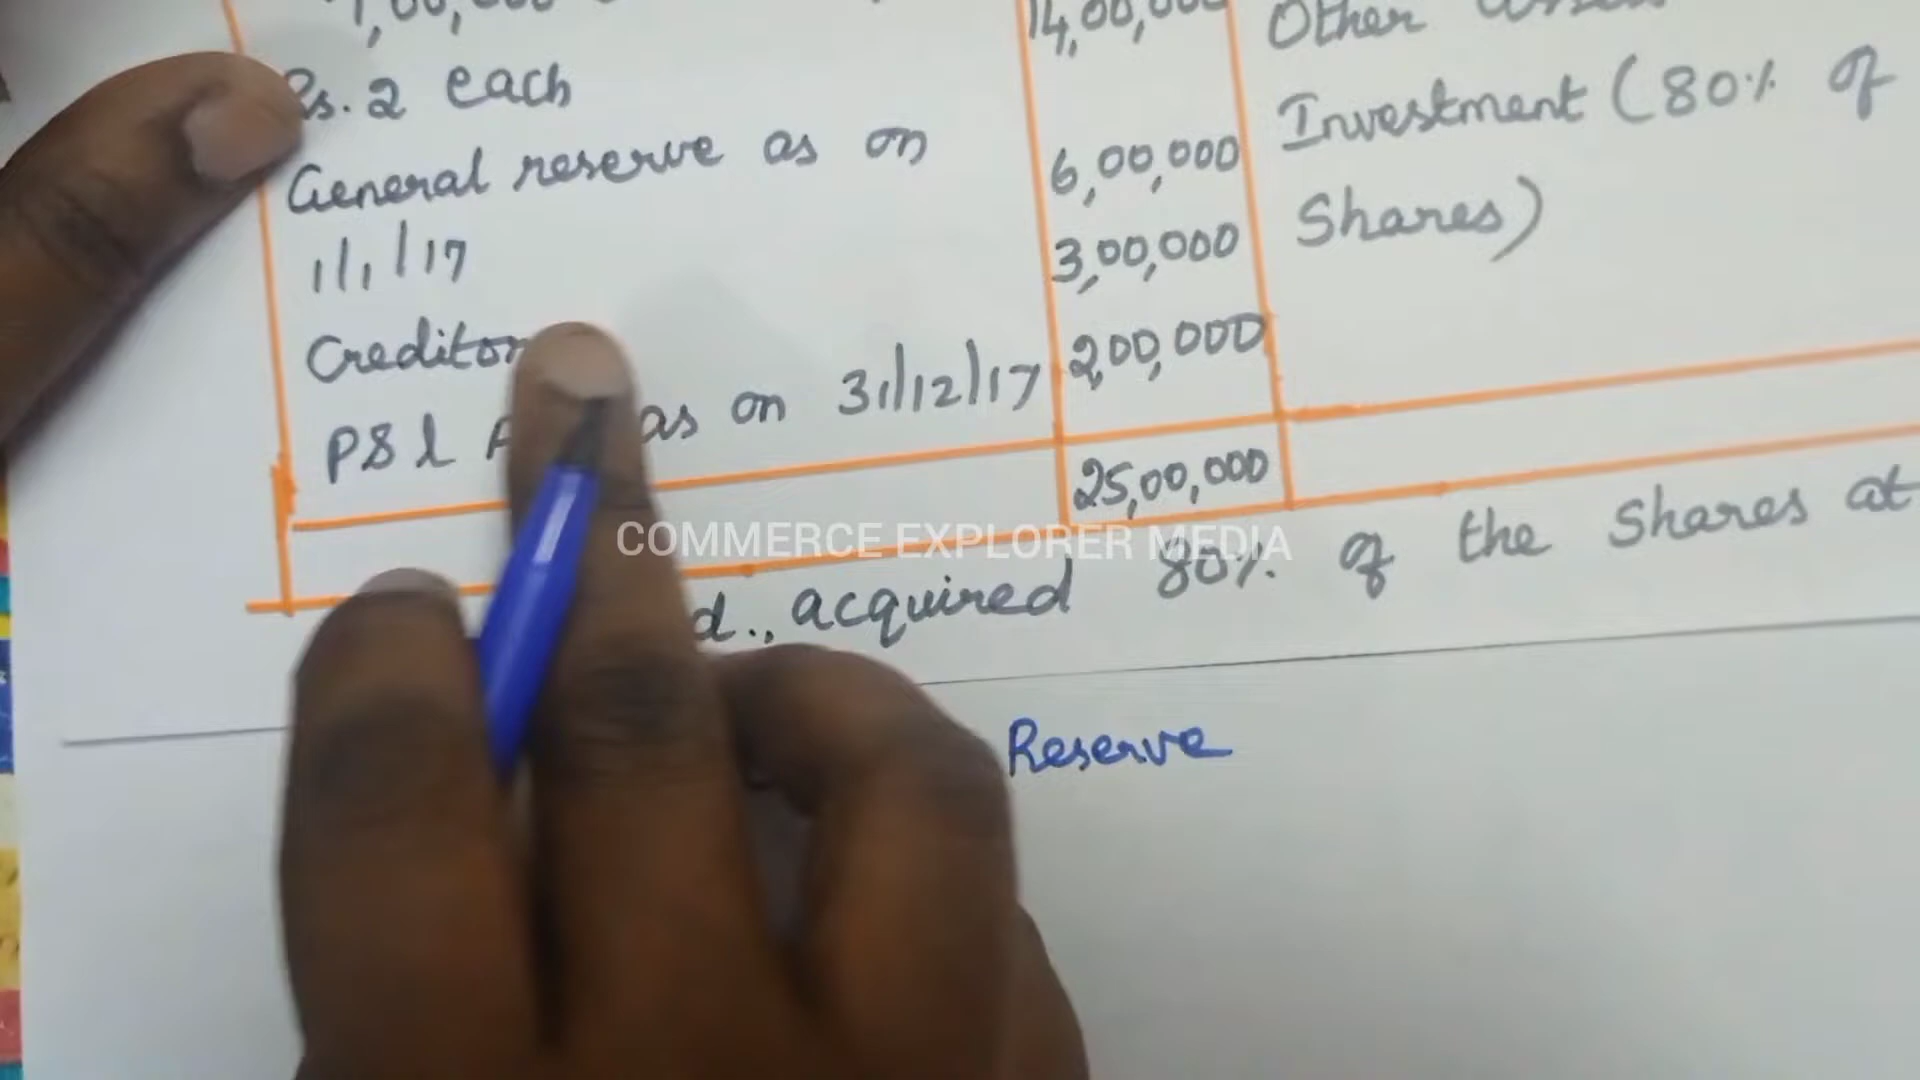 14,00,000
Rs. 2 each
General reserve as on
1/1/17
Creditor
P&L as on 31/12/17
6,00,000
3,00,000
2,00,000
25,00,000
Other
Investment (80% of
Shares)
d., acquired 80% of the Shares at
COMMERCE EXPLORER MEDIA
Reserve